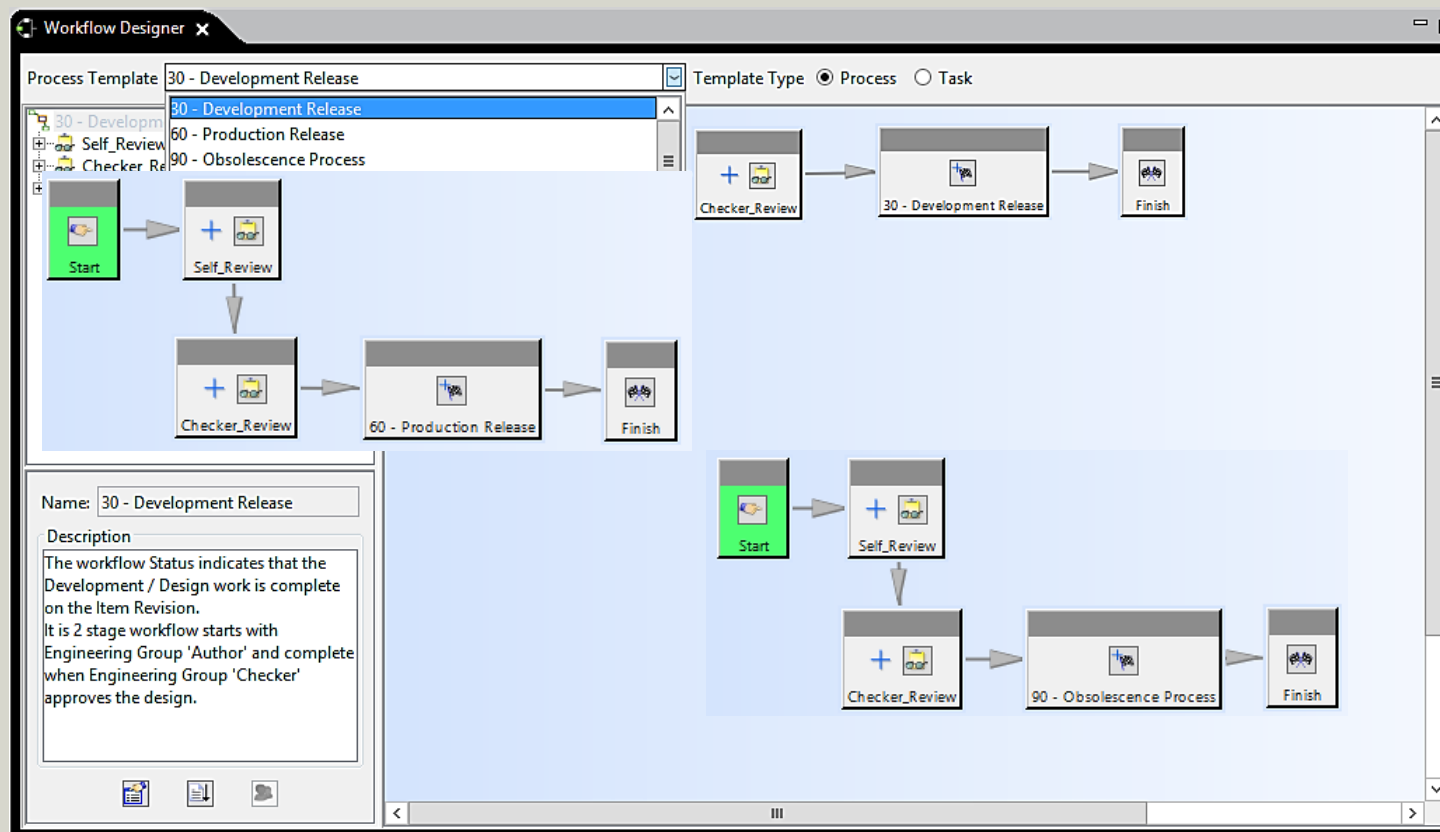 Workflow Designer
Process Template 30 - Development Release Template Type Process Task
30 - Development Release
60 - Production Release
90 - Obsolescence Process
30 - Developm
Self_Review
Checker_Re
Checker_Review
30 - Development Release
Finish
Start
Self_Review
Checker_Review
60 - Production Release
Finish
Start
Self_Review
Checker_Review
90 - Obsolescence Process
Finish
Name: 30 - Development Release
Description
The workflow Status indicates that the
Development / Design work is complete
on the Item Revision.
It is 2 stage workflow starts with
Engineering Group 'Author' and complete
when Engineering Group 'Checker'
approves the design.